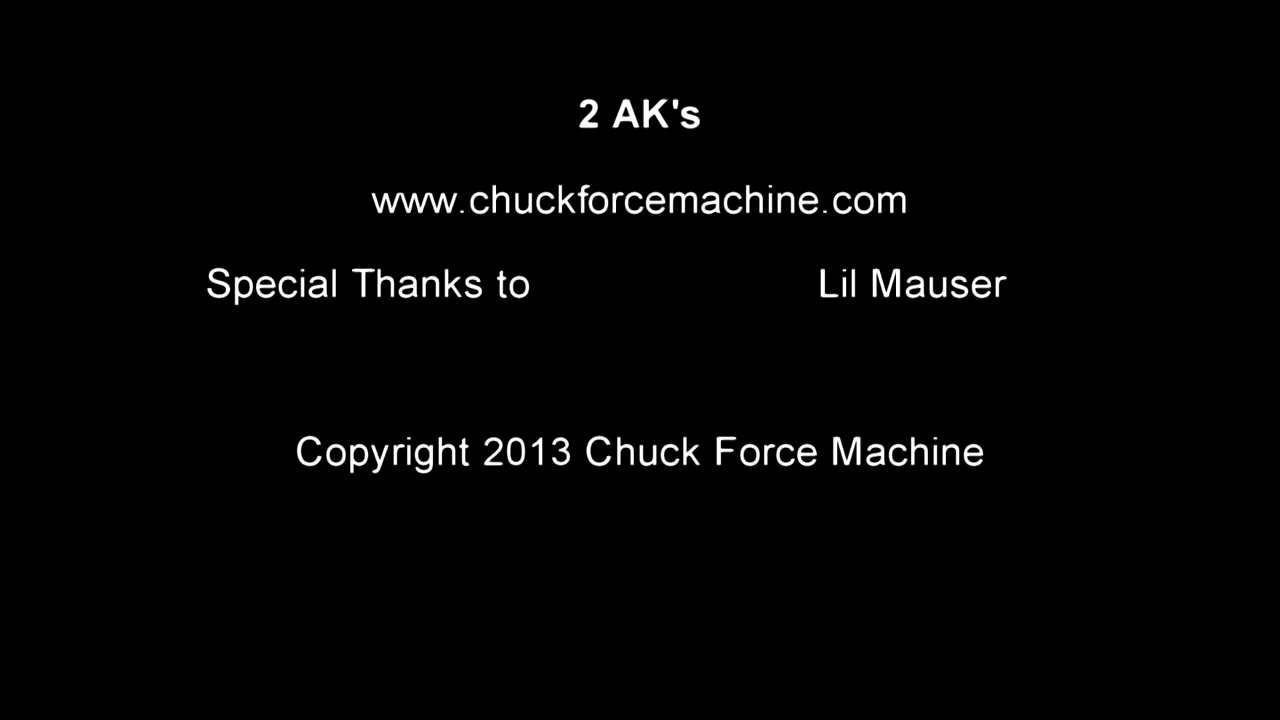 2 AK's
www.chuckforcemachine.com
Special Thanks to Lil Mauser
Copyright 2013 Chuck Force Machine